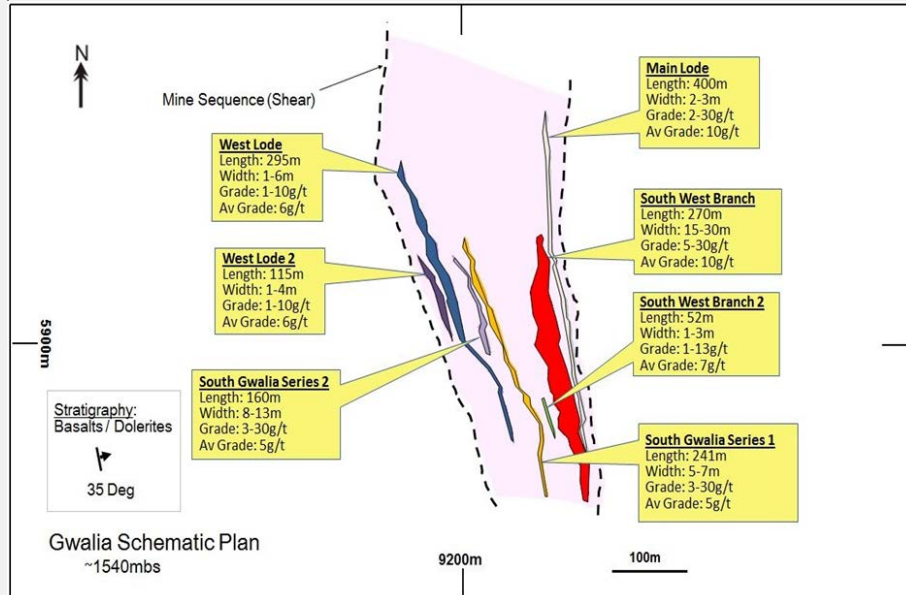 N
Mine Sequence (Shear)
Main Lode
Length: 400m
Width: 2-3m
Grade: 2-30g/t
Av Grade: 10g/t
West Lode
Length: 295m
Width: 1-6m
Grade: 1-10g/t
Av Grade: 6g/t
South West Branch
Length: 270m
Width: 15-30m
Grade: 5-30g/t
Av Grade: 10g/t
West Lode 2
Length: 115m
Width: 1-4m
Grade: 1-10g/t
Av Grade: 6g/t
South West Branch 2
Length: 52m
Width: 1-3m
Grade: 1-13g/t
Av Grade: 7g/t
5900m
South Gwalia Series 2
Length: 160m
Width: 8-13m
Grade: 3-30g/t
Av Grade: 5g/t
South Gwalia Series 1
Length: 241m
Width: 5-7m
Grade: 3-30g/t
Av Grade: 5g/t
Stratigraphy:
Basalts / Dolerites
35 Deg
Gwalia Schematic Plan
~1540mbs
9200m
100m